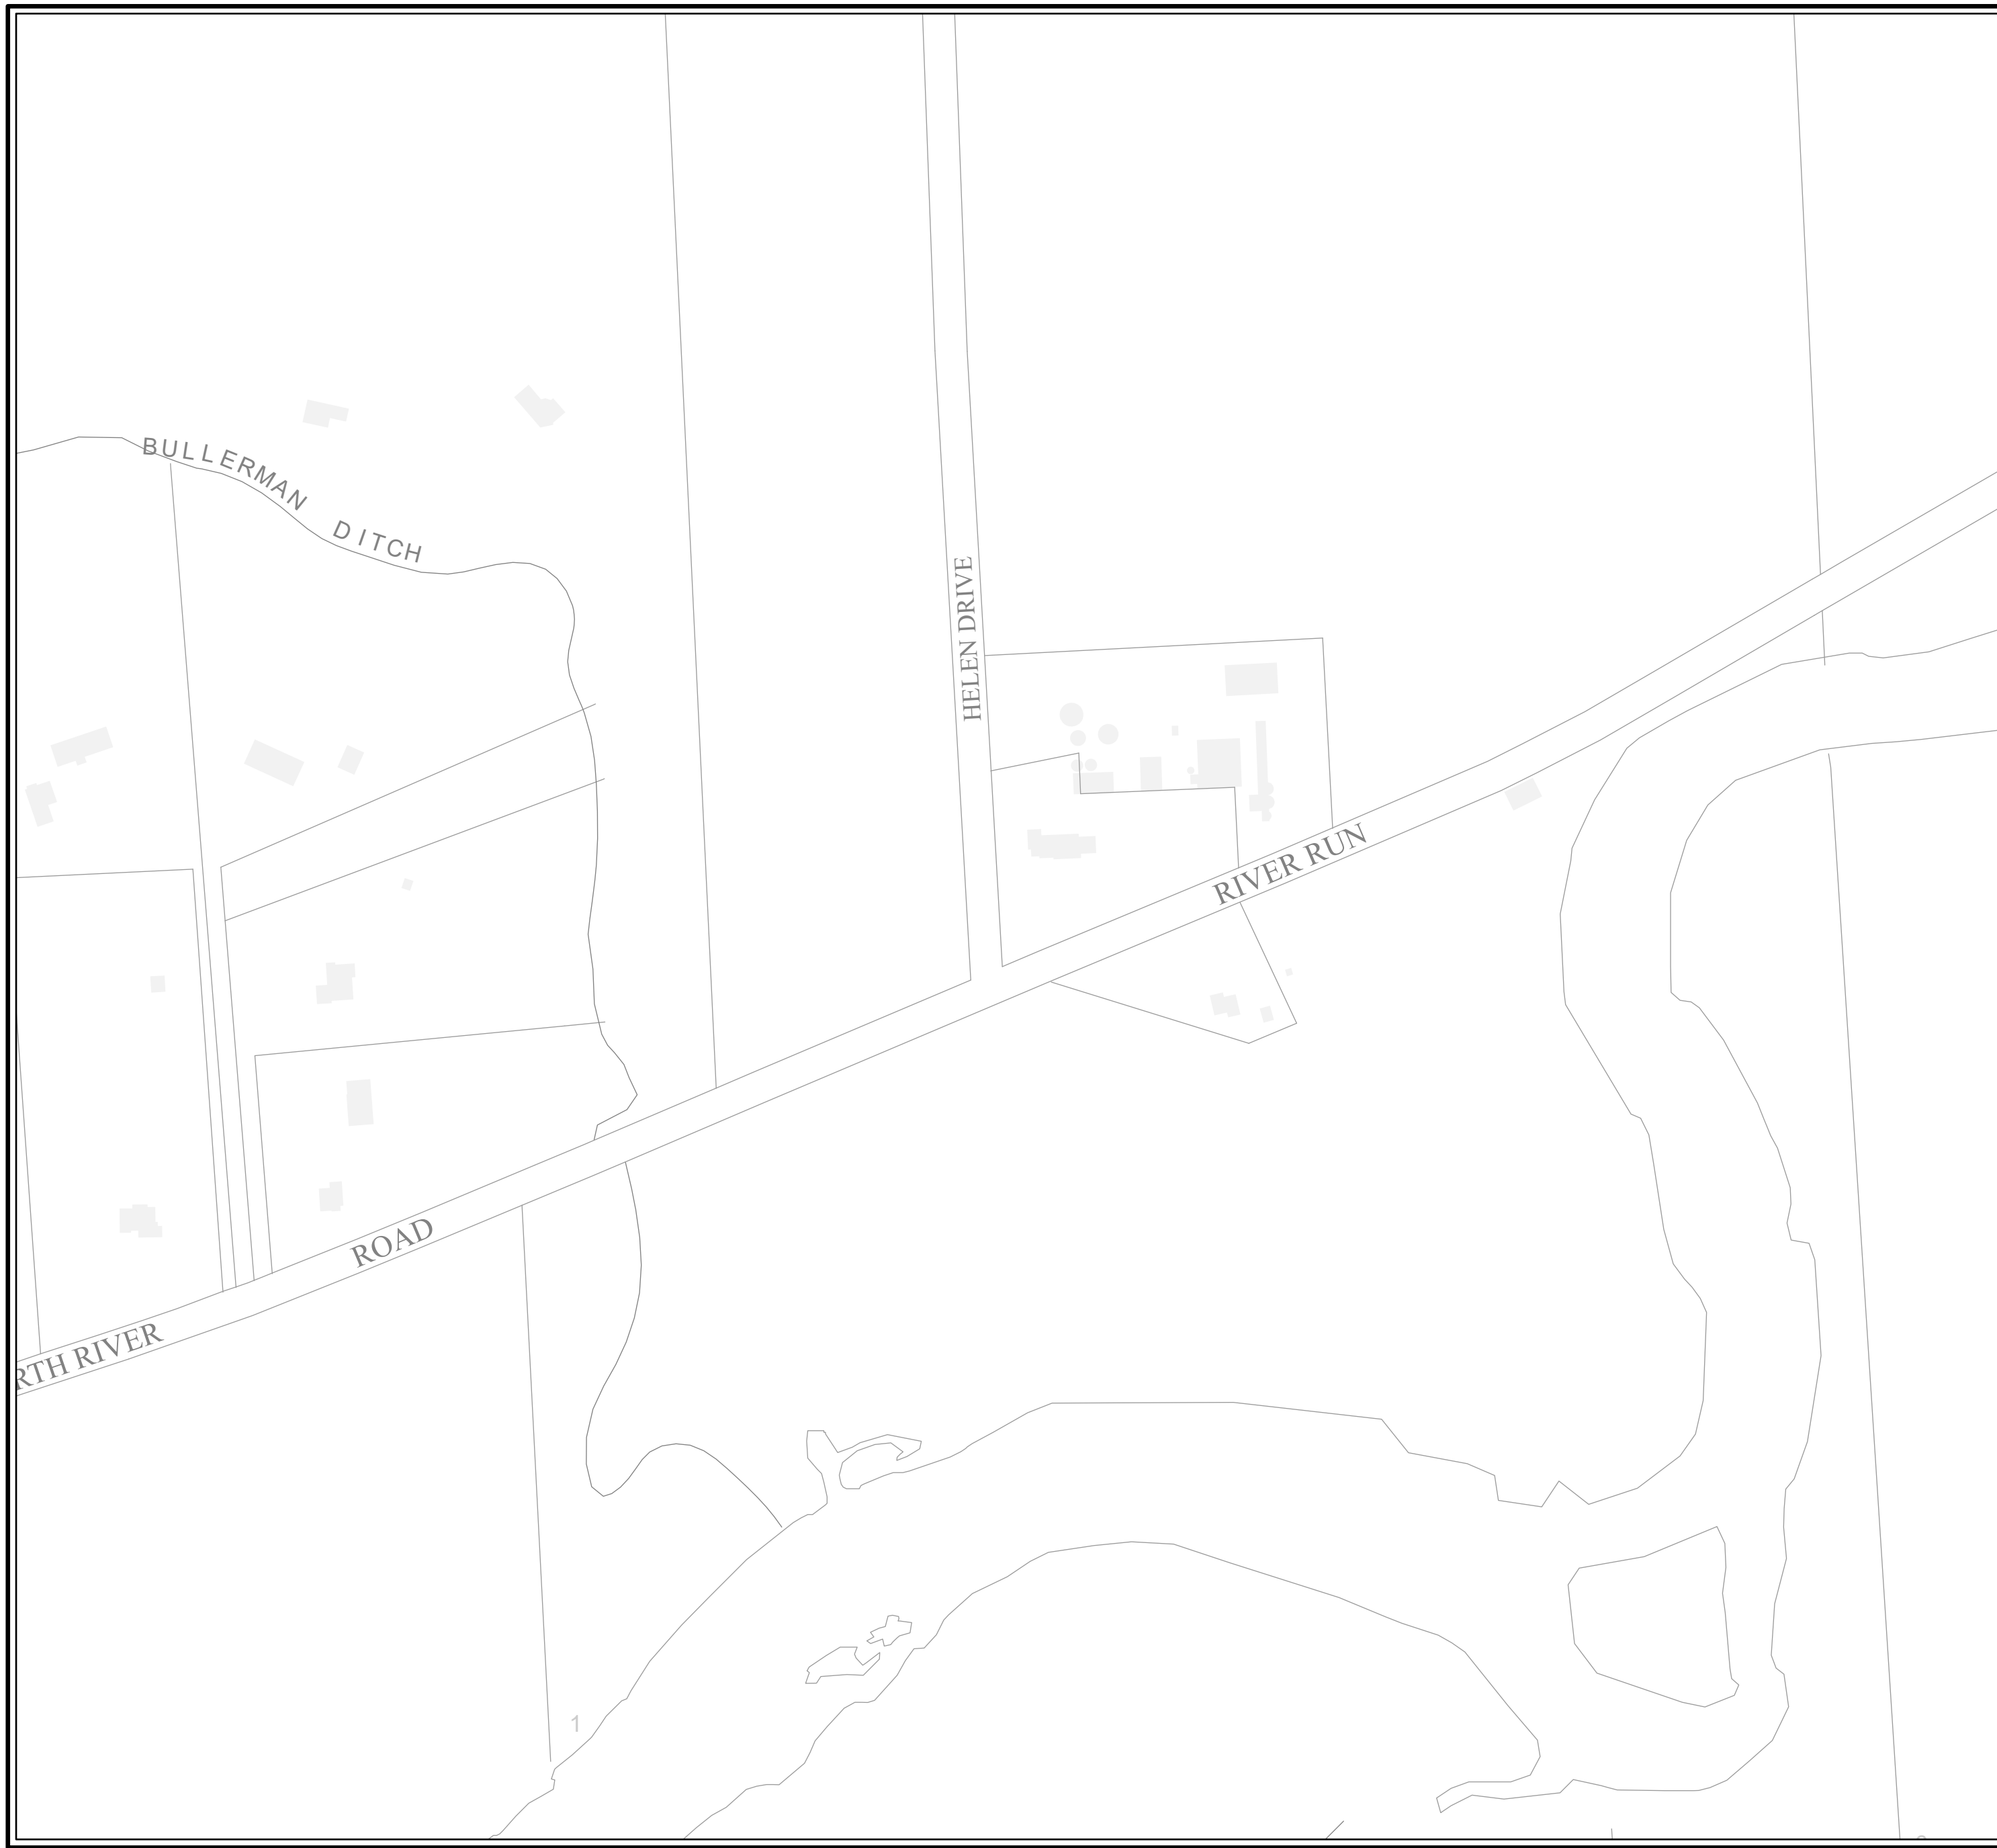 BULLERMAN DITCH
HELEN DRIVE
RIVER RUN
ROAD
RTH RIVER
1